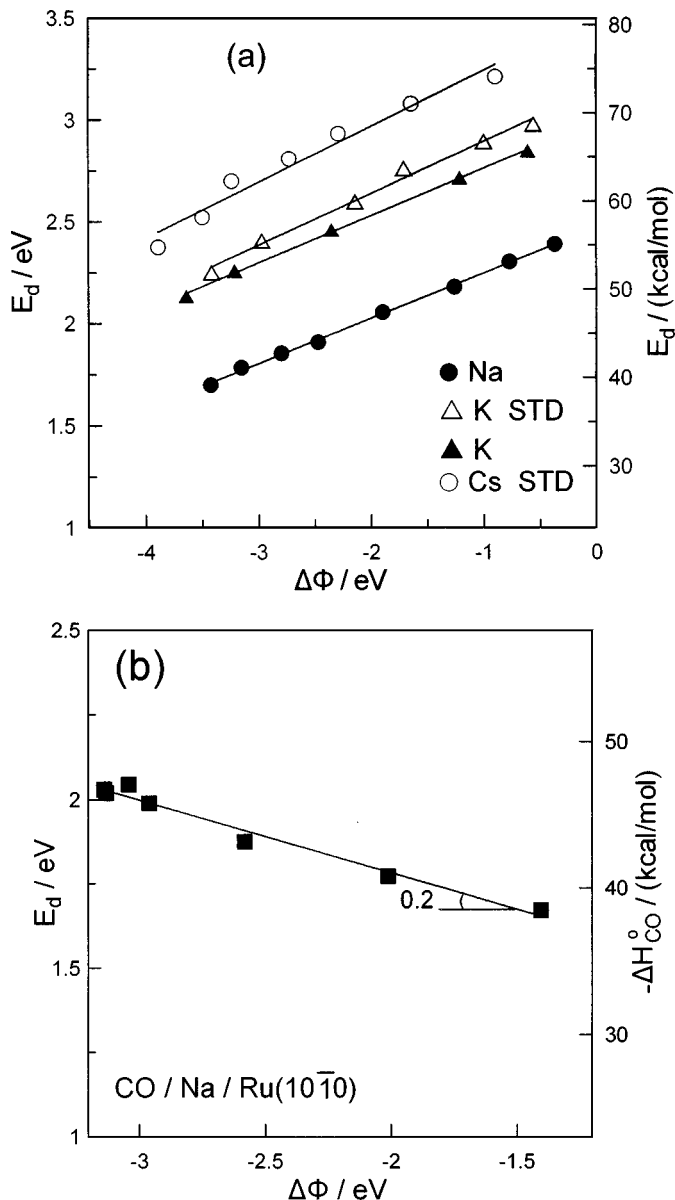 (a)
3.5
3
2.5
2
1.5
1
E_d / eV
80
70
60
50
40
30
E_d / (kcal/mol)
Na
K STD
K
Cs STD
-4
-3
-2
-1
0
ΔΦ / eV
(b)
2.5
2
1.5
1
E_d / eV
50
40
30
-ΔH°_CO / (kcal/mol)
0.2
CO / Na / Ru(101̅0)
-3
-2.5
-2
-1.5
ΔΦ / eV